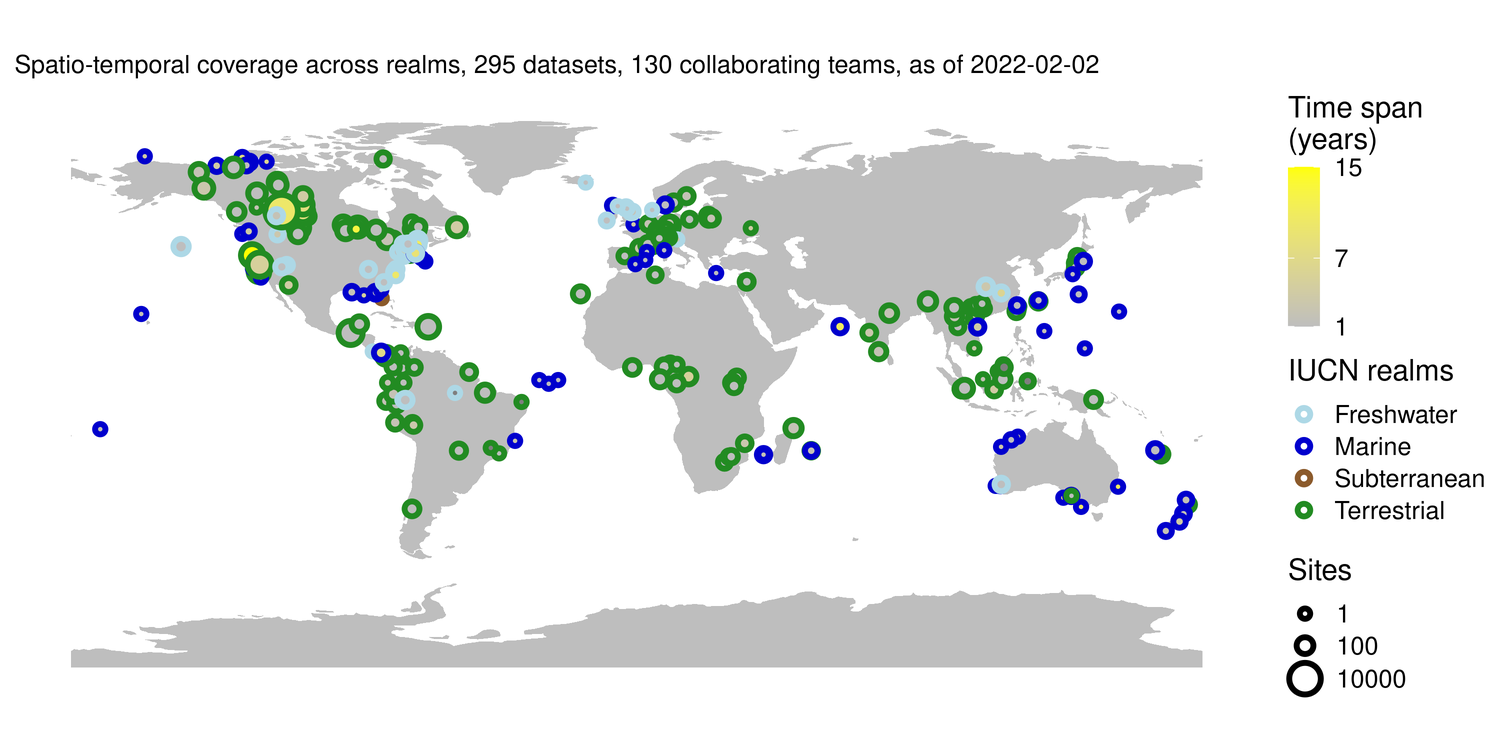 Spatio-temporal coverage across realms, 295 datasets, 130 collaborating teams, as of 2022-02-02
Time span
(years)
15
7
1
IUCN realms
Freshwater
Marine
Subterranean
Terrestrial
Sites
1
100
10000